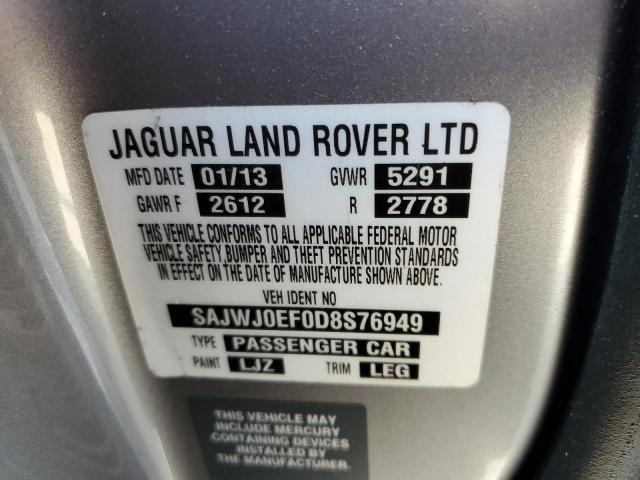 JAGUAR LAND ROVER LTD
MFD DATE 01/13 GVWR 5291
GAWR F 2612 R 2778
THIS VEHICLE CONFORMS TO ALL APPLICABLE FEDERAL MOTOR
VEHICLE SAFETY, BUMPER AND THEFT PREVENTION STANDARDS
IN EFFECT ON THE DATE OF MANUFACTURE SHOWN ABOVE.
VEH IDENT NO
SAJWJ0EF0D8S76949
TYPE PASSENGER CAR
PAINT LJZ TRIM LEG
THIS VEHICLE MAY
INCLUDE MERCURY
CONTAINING DEVICES
INSTALLED BY
THE MANUFACTURER.